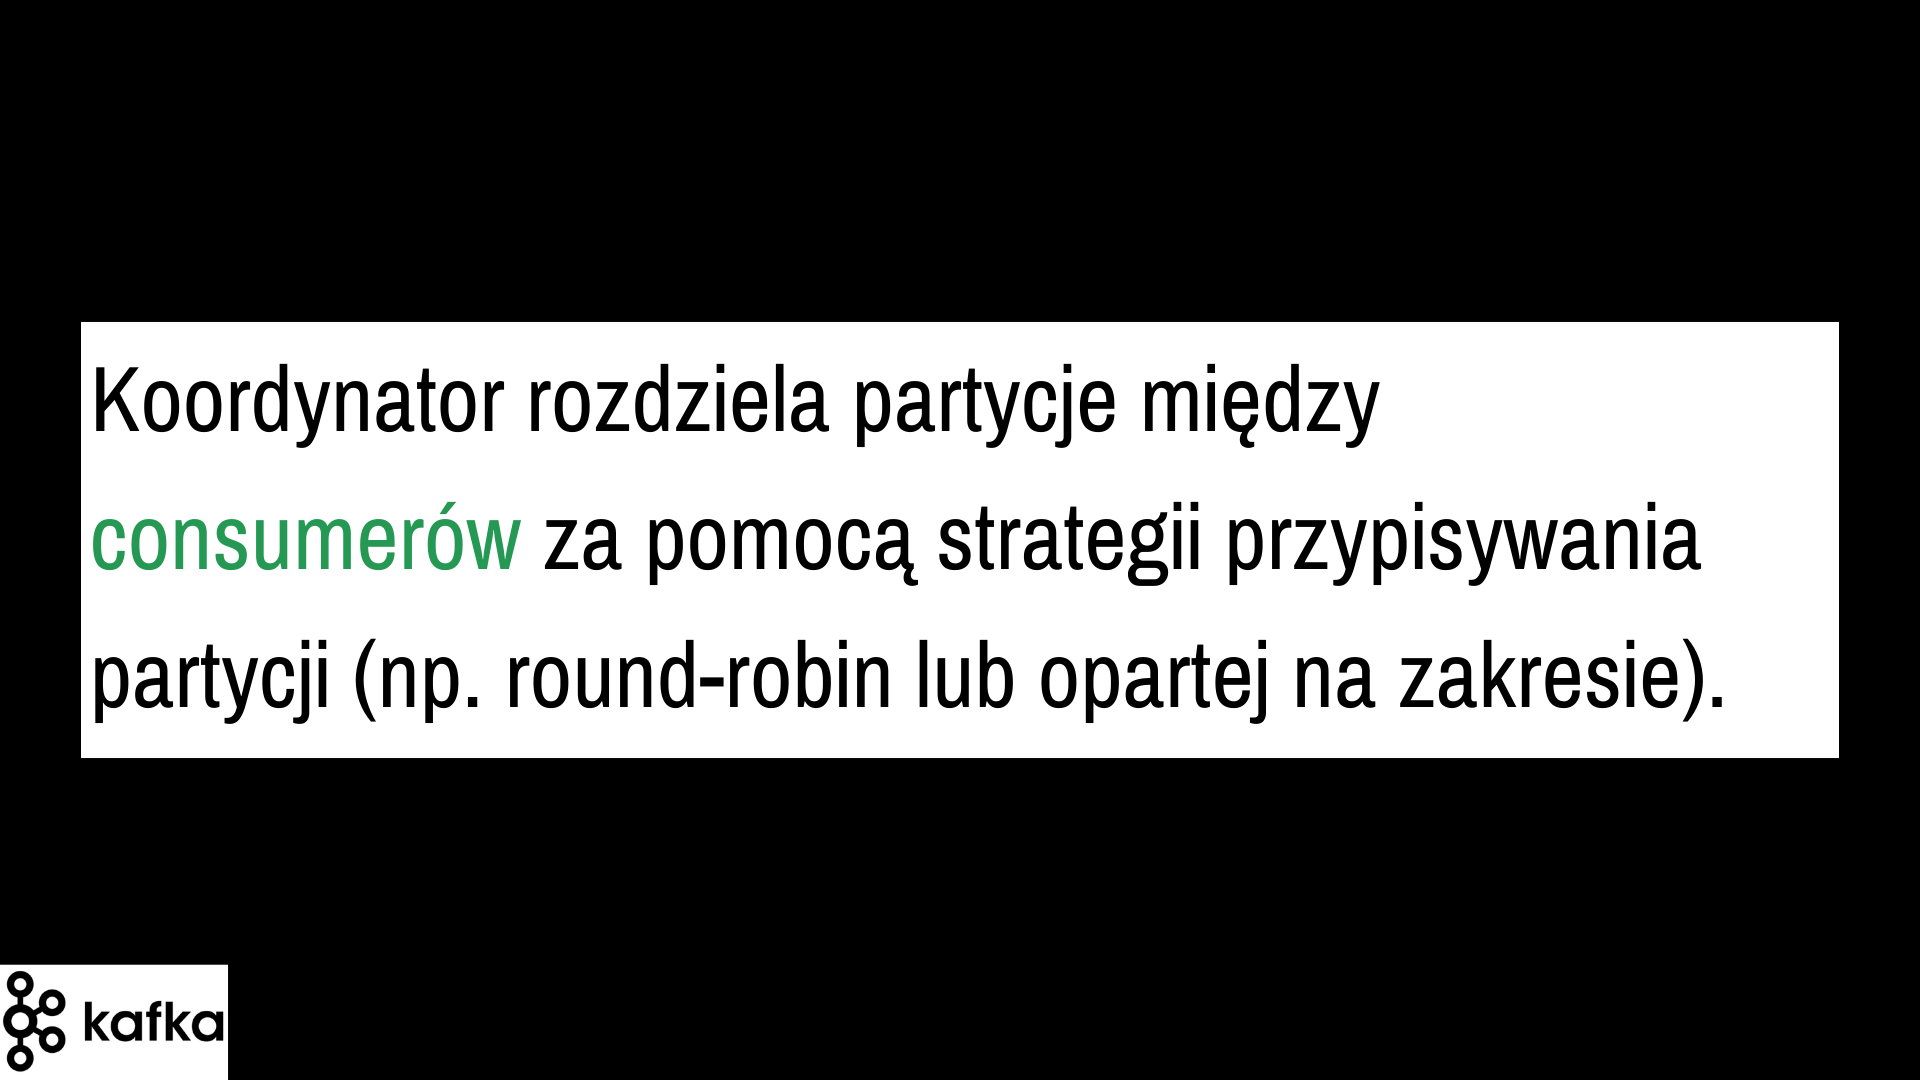 Koordynator rozdziela partycje między
consumerów za pomocą strategii przypisywania
partycji (np. round-robin lub opartej na zakresie).
kafka